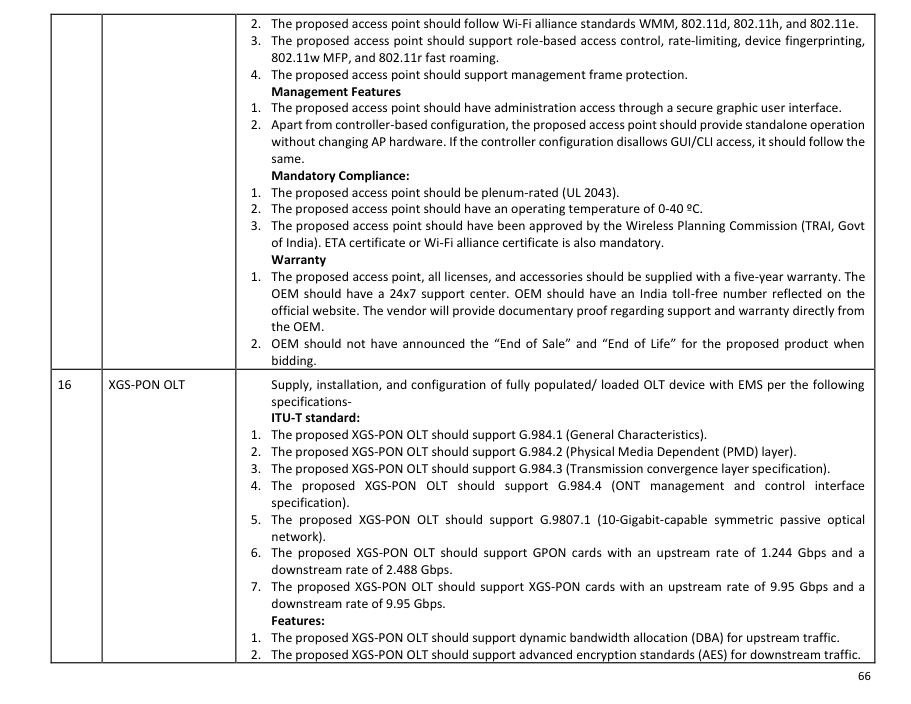 2. The proposed access point should follow Wi-Fi alliance standards WMM, 802.11d, 802.11h, and 802.11e.
3. The proposed access point should support role-based access control, rate-limiting, device fingerprinting,
802.11w MFP, and 802.11r fast roaming.
4. The proposed access point should support management frame protection.
Management Features
1. The proposed access point should have administration access through a secure graphic user interface.
2. Apart from controller-based configuration, the proposed access point should provide standalone operation
without changing AP hardware. If the controller configuration disallows GUI/CLI access, it should follow the
same.
Mandatory Compliance:
1. The proposed access point should be plenum-rated (UL 2043).
2. The proposed access point should have an operating temperature of 0-40 ºC.
3. The proposed access point should have been approved by the Wireless Planning Commission (TRAI, Govt
of India). ETA certificate or Wi-Fi alliance certificate is also mandatory.
Warranty
1. The proposed access point, all licenses, and accessories should be supplied with a five-year warranty. The
OEM should have a 24x7 support center. OEM should have an India toll-free number reflected on the
official website. The vendor will provide documentary proof regarding support and warranty directly from
the OEM.
2. OEM should not have announced the “End of Sale” and “End of Life” for the proposed product when
bidding.
16 XGS-PON OLT Supply, installation, and configuration of fully populated/ loaded OLT device with EMS per the following
specifications-
ITU-T standard:
1. The proposed XGS-PON OLT should support G.984.1 (General Characteristics).
2. The proposed XGS-PON OLT should support G.984.2 (Physical Media Dependent (PMD) layer).
3. The proposed XGS-PON OLT should support G.984.3 (Transmission convergence layer specification).
4. The proposed XGS-PON OLT should support G.984.4 (ONT management and control interface
specification).
5. The proposed XGS-PON OLT should support G.9807.1 (10-Gigabit-capable symmetric passive optical
network).
6. The proposed XGS-PON OLT should support GPON cards with an upstream rate of 1.244 Gbps and a
downstream rate of 2.488 Gbps.
7. The proposed XGS-PON OLT should support XGS-PON cards with an upstream rate of 9.95 Gbps and a
downstream rate of 9.95 Gbps.
Features:
1. The proposed XGS-PON OLT should support dynamic bandwidth allocation (DBA) for upstream traffic.
2. The proposed XGS-PON OLT should support advanced encryption standards (AES) for downstream traffic.
66